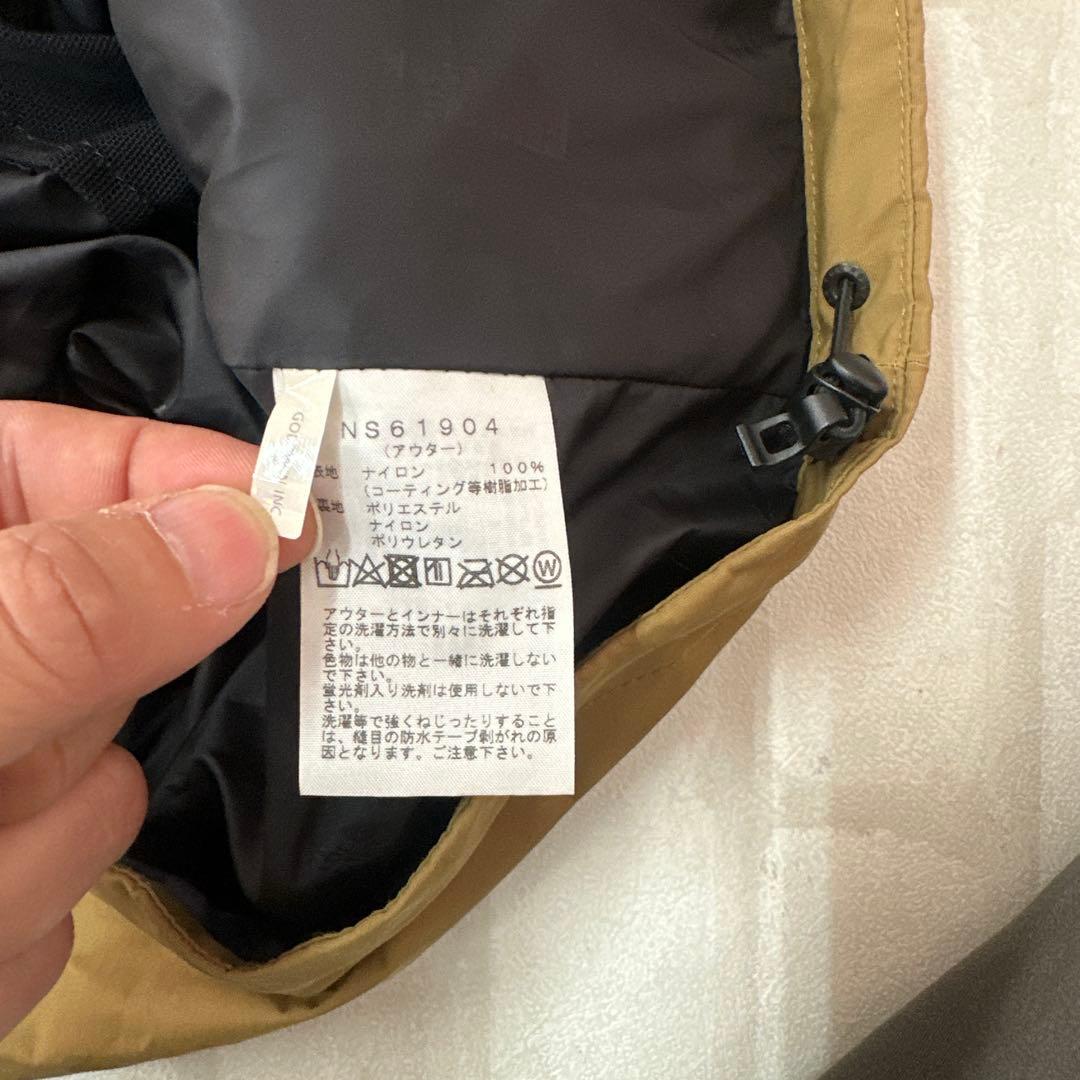 NS61904
(アウター)
表地 ナイロン 100%
(コーティング等樹脂加工)
裏地 ポリエステル
ナイロン
ポリウレタン
W
アウターとインナーはそれぞれ指
定の洗濯方法で別々に洗濯して下
さい。
色物は他の物と一緒に洗濯しない
で下さい。
蛍光剤入り洗剤は使用しないで下
さい。
洗濯等で強くねじったりすること
は、縫目の防水テープ剥がれの原
因となります。ご注意下さい。
INC